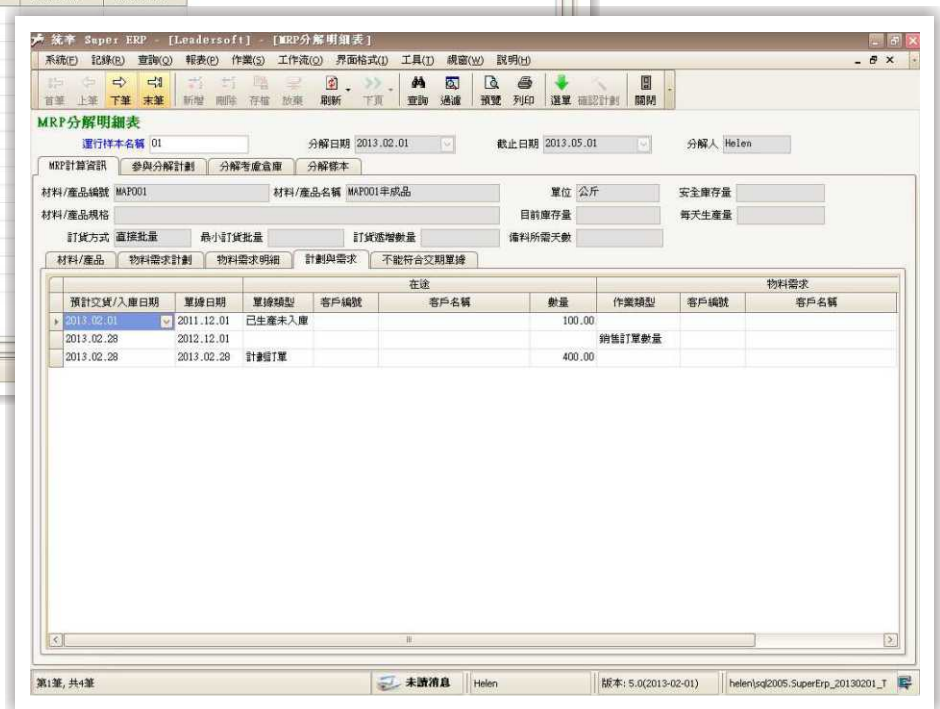 統率 Super ERP - [Leadersoft] - [MRP分解明細表]
系統(F) 記錄(R) 查詢(Q) 報表(P) 作業(S) 工作流(O) 界面格式(I) 工具(T) 視窗(W) 說明(H)
首筆 上筆 下筆 末筆 新增 刪除 存檔 放棄 刷新 下頁 查詢 過濾 預覽 列印 選單 確認計劃 關閉
MRP分解明細表
運行样本名稱 01 分解日期 2013.02.01 截止日期 2013.05.01 分解人 Helen
MRP計算資訊 參與分解計劃 分解考慮倉庫 分解樣本
材料/產品編號 MAP001 材料/產品名稱 MAP001半成品 單位 公斤 安全庫存量
材料/產品規格 目前庫存量 每天生產量
訂貨方式 直接批量 最小訂貨批量 訂貨遞增數量 備料所需天數
材料/產品 物料需求計劃 物料需求明細 計劃與需求 不能符合交期單據
在途 物料需求
預計交貨/入庫日期 單據日期 單據類型 客戶編號 客戶名稱 數量 作業類型 客戶編號 客戶名稱
2013.02.01 2011.12.01 已生產未入庫 100.00
2013.02.28 2012.12.01 銷售訂單數量
2013.02.28 2013.02.28 計劃訂單 400.00
第1筆, 共4筆 未讀消息 Helen 版本: 5.0(2013-02-01) helen\sql2005.SuperErp_20130201_T